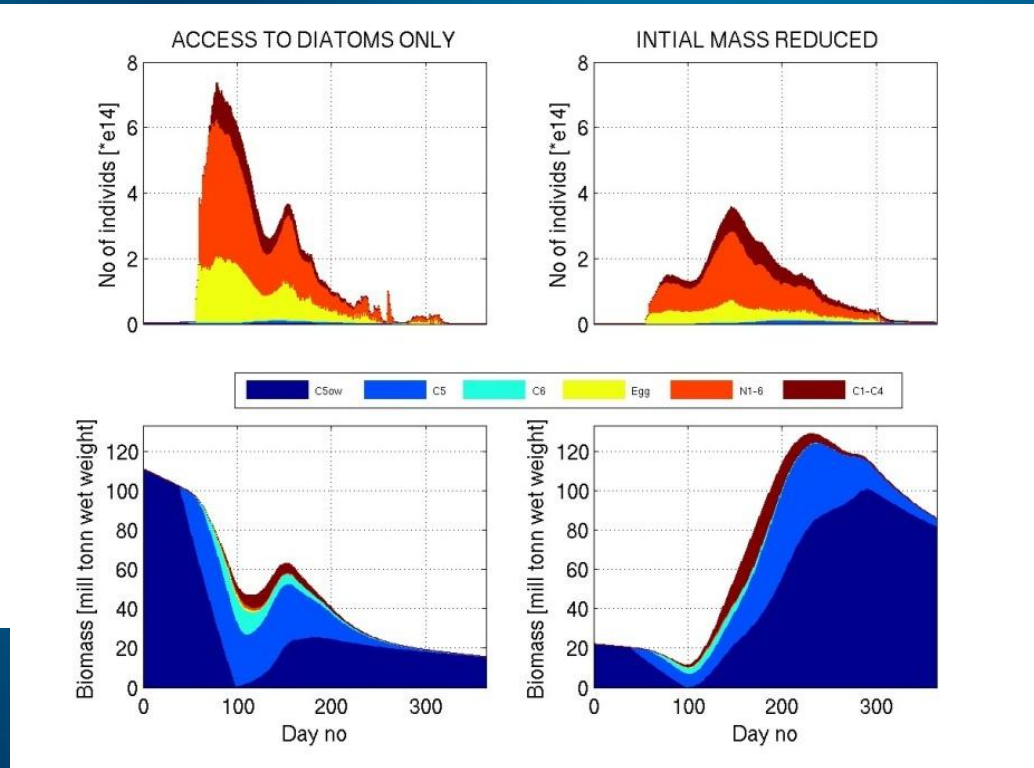 ACCESS TO DIATOMS ONLY
INTIAL MASS REDUCED
No of individs [*e14]
8
6
4
2
0
No of individs [*e14]
8
6
4
2
0
C5ow C5 C6 Egg N1-6 C1-C4
Biomass [mill tonn wet weight]
120
100
80
60
40
20
0
0 100 200 300
Day no
Biomass [mill tonn wet weight]
120
100
80
60
40
20
0
0 100 200 300
Day no